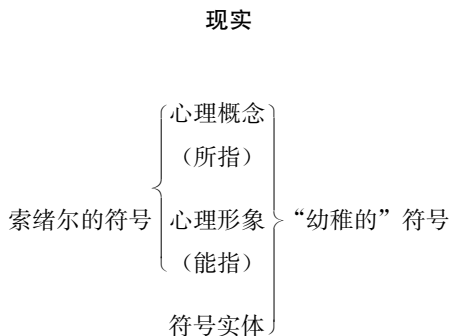 现实
心理概念
（所指）
索绪尔的符号 心理形象 “幼稚的”符号
（能指）
符号实体